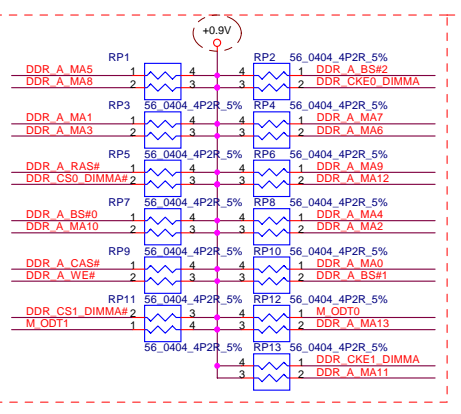 +0.9V
RP1 RP2 56_0404_4P2R_5%
DDR_A_MA5 1 4 4 1 DDR_A_BS#2
DDR_A_MA8 2 3 3 2 DDR_CKE0_DIMMA
RP3 56_0404_4P2R_5% RP4 56_0404_4P2R_5%
DDR_A_MA1 1 4 4 1 DDR_A_MA7
DDR_A_MA3 2 3 3 2 DDR_A_MA6
RP5 56_0404_4P2R_5% RP6 56_0404_4P2R_5%
DDR_A_RAS# 1 4 4 1 DDR_A_MA9
DDR_CS0_DIMMA# 2 3 3 2 DDR_A_MA12
RP7 56_0404_4P2R_5% RP8 56_0404_4P2R_5%
DDR_A_BS#0 1 4 4 1 DDR_A_MA4
DDR_A_MA10 2 3 3 2 DDR_A_MA2
RP9 56_0404_4P2R_5% RP10 56_0404_4P2R_5%
DDR_A_CAS# 1 4 4 1 DDR_A_MA0
DDR_A_WE# 2 3 3 2 DDR_A_BS#1
RP11 56_0404_4P2R_5% RP12 56_0404_4P2R_5%
DDR_CS1_DIMMA# 2 3 4 1 M_ODT0
M_ODT1 1 4 3 2 DDR_A_MA13
56_0404_4P2R_5% RP13 56_0404_4P2R_5%
4 1 DDR_CKE1_DIMMA
3 2 DDR_A_MA11